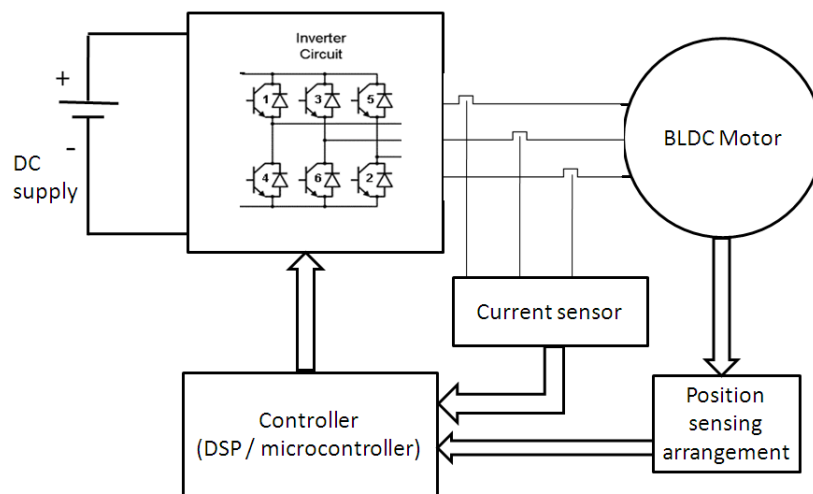 Inverter
Circuit
+
-
DC
supply
1
3
5
4
6
2
BLDC Motor
Current sensor
Controller
(DSP / microcontroller)
Position
sensing
arrangement